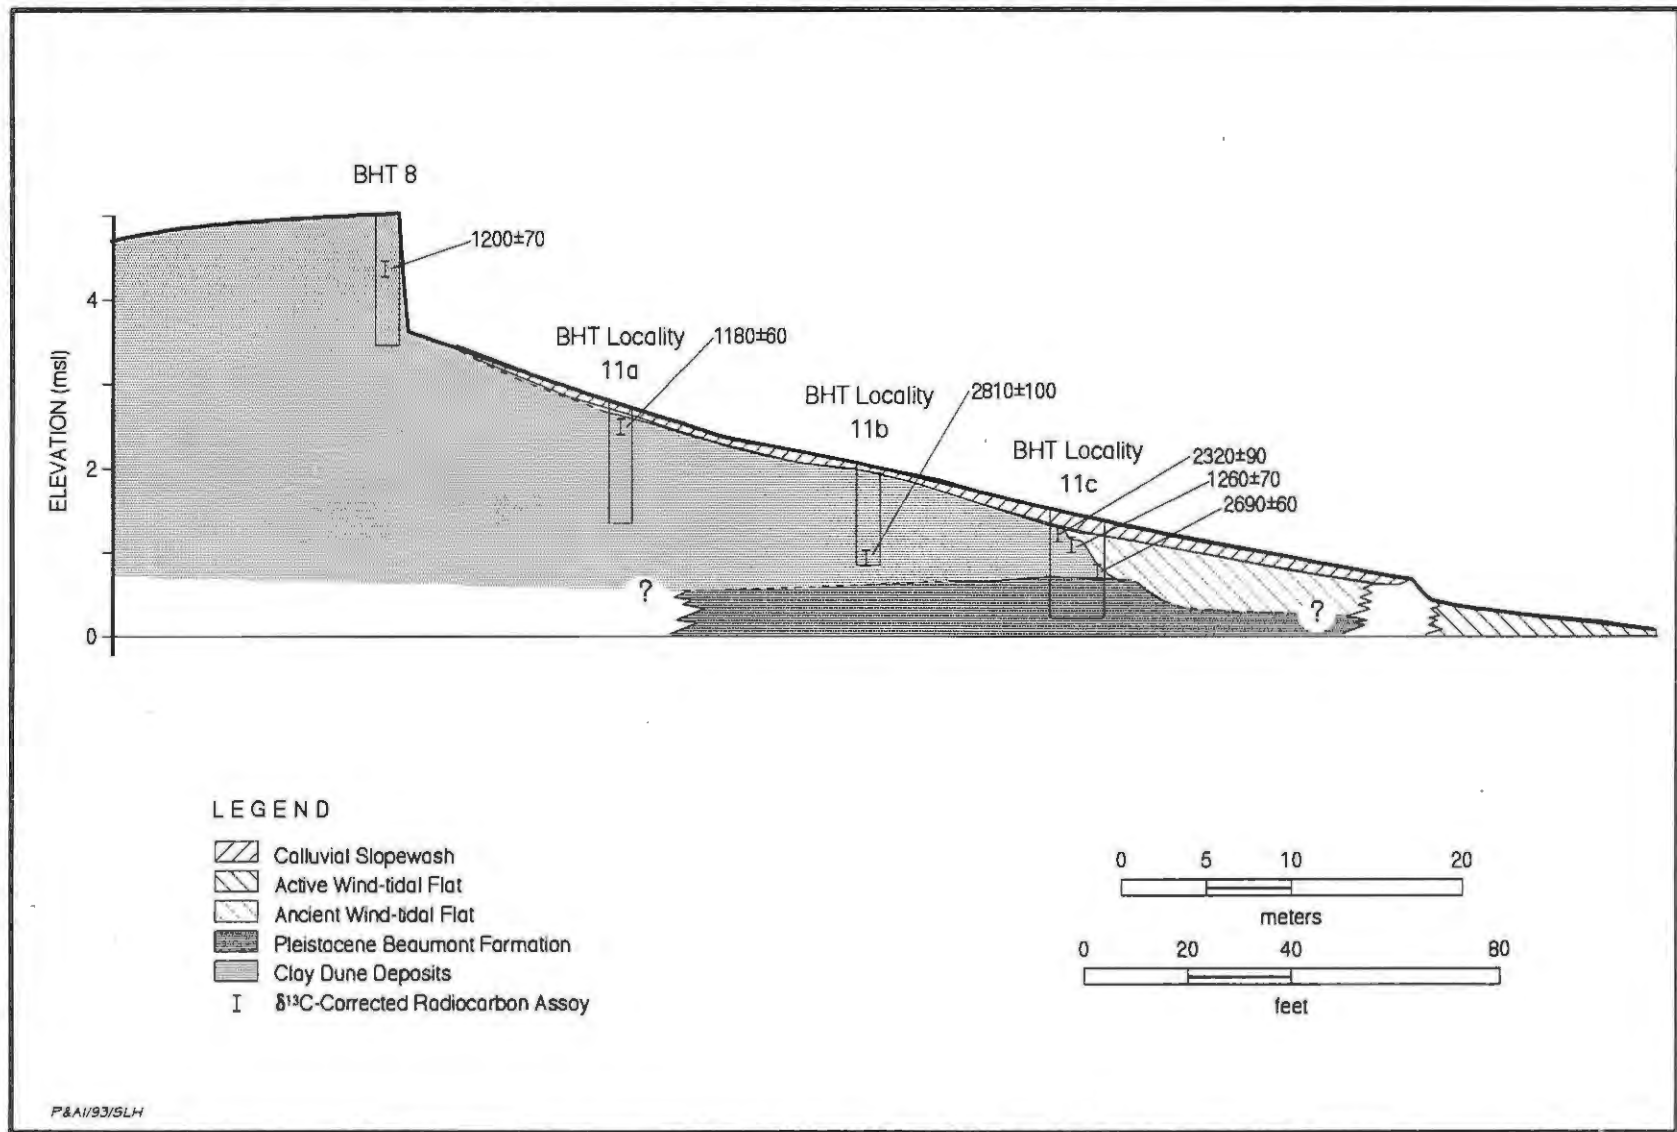 BHT 8
1200±70
4
BHT Locality
11a
1180±60
ELEVATION (msl)
BHT Locality
11b
2810±100
2
BHT Locality
11c
2320±90
1260±70
2690±60
?
?
0
LEGEND
Colluvial Slopewash
Active Wind-tidal Flat
Ancient Wind-tidal Flat
Pleistocene Beaumont Formation
Clay Dune Deposits
I δ¹³C-Corrected Radiocarbon Assay
0 5 10 20
meters
0 20 40 80
feet
P&AI/93/SLH